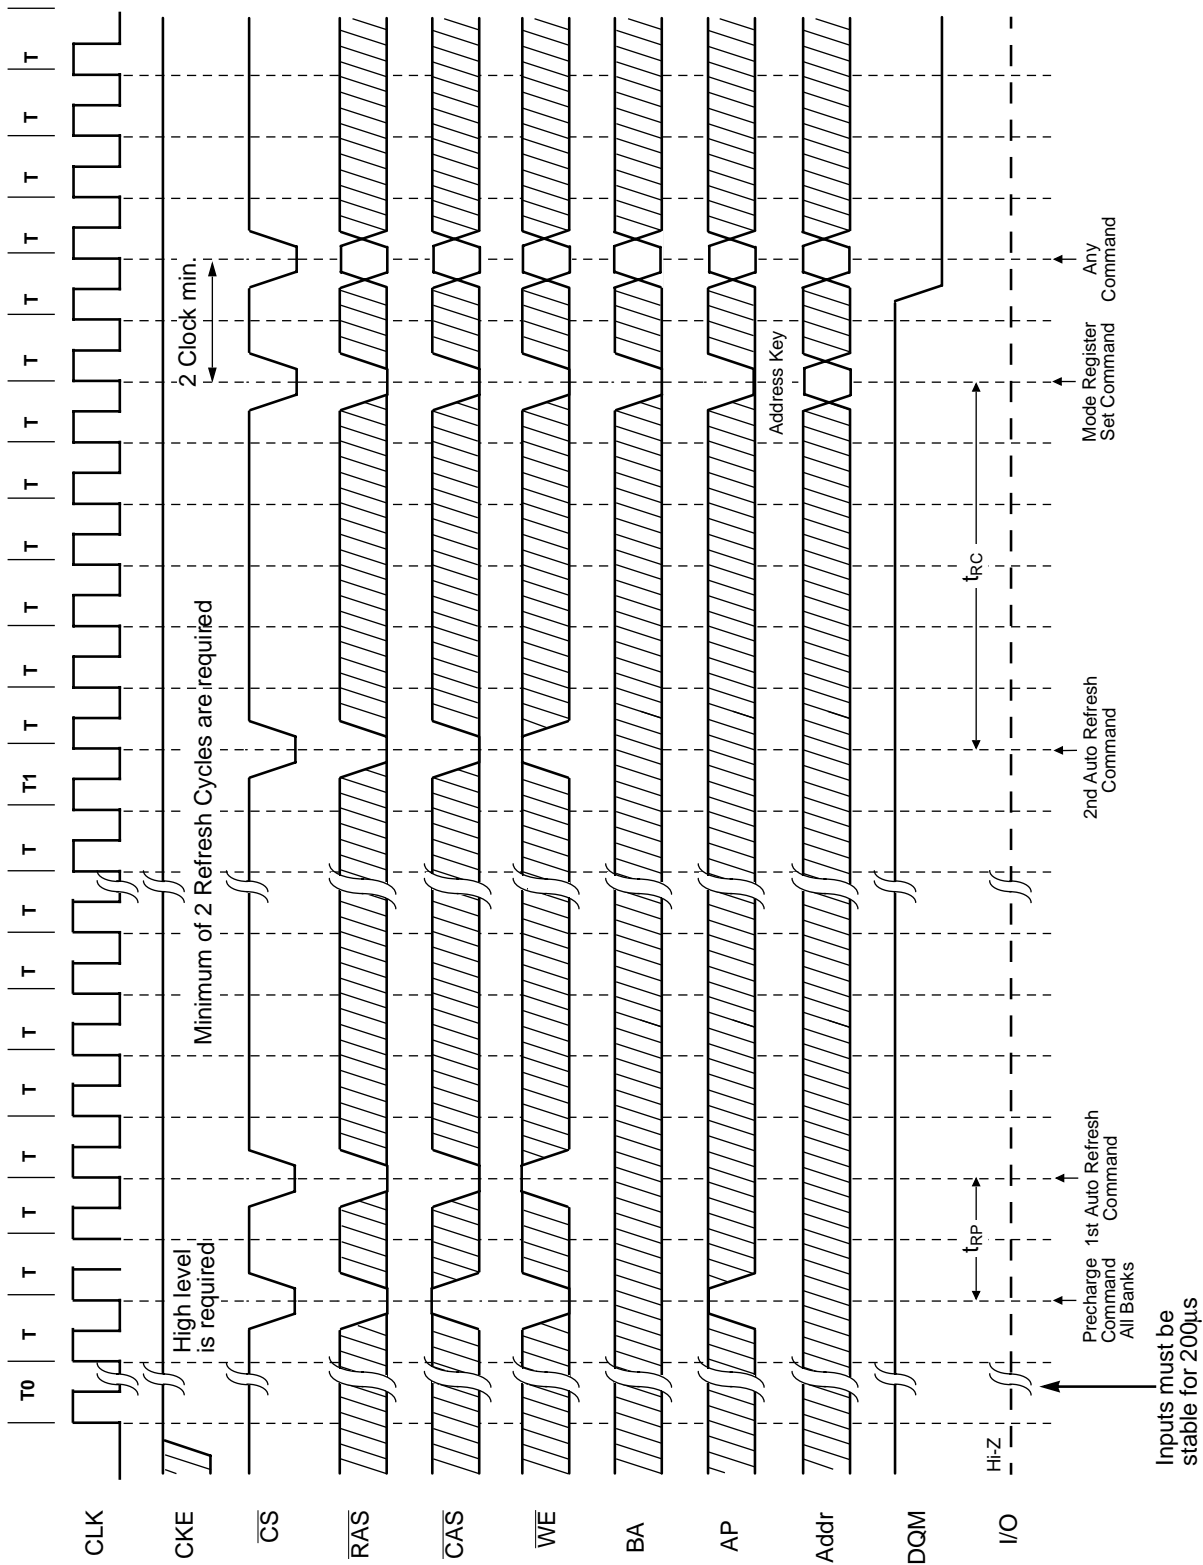 T0 T T T T T T T T T T1 T T T T T T T T T T T T
CLK
CKE
High level
is required
Minimum of 2 Refresh Cycles are required
2 Clock min.
CS
RAS
CAS
WE
BA
AP
Address Key
Addr
DQM
tRP
tRC
Hi-Z
I/O
Precharge
Command
All Banks
1st Auto Refresh
Command
2nd Auto Refresh
Command
Mode Register
Set Command
Any
Command
Inputs must be
stable for 200µs